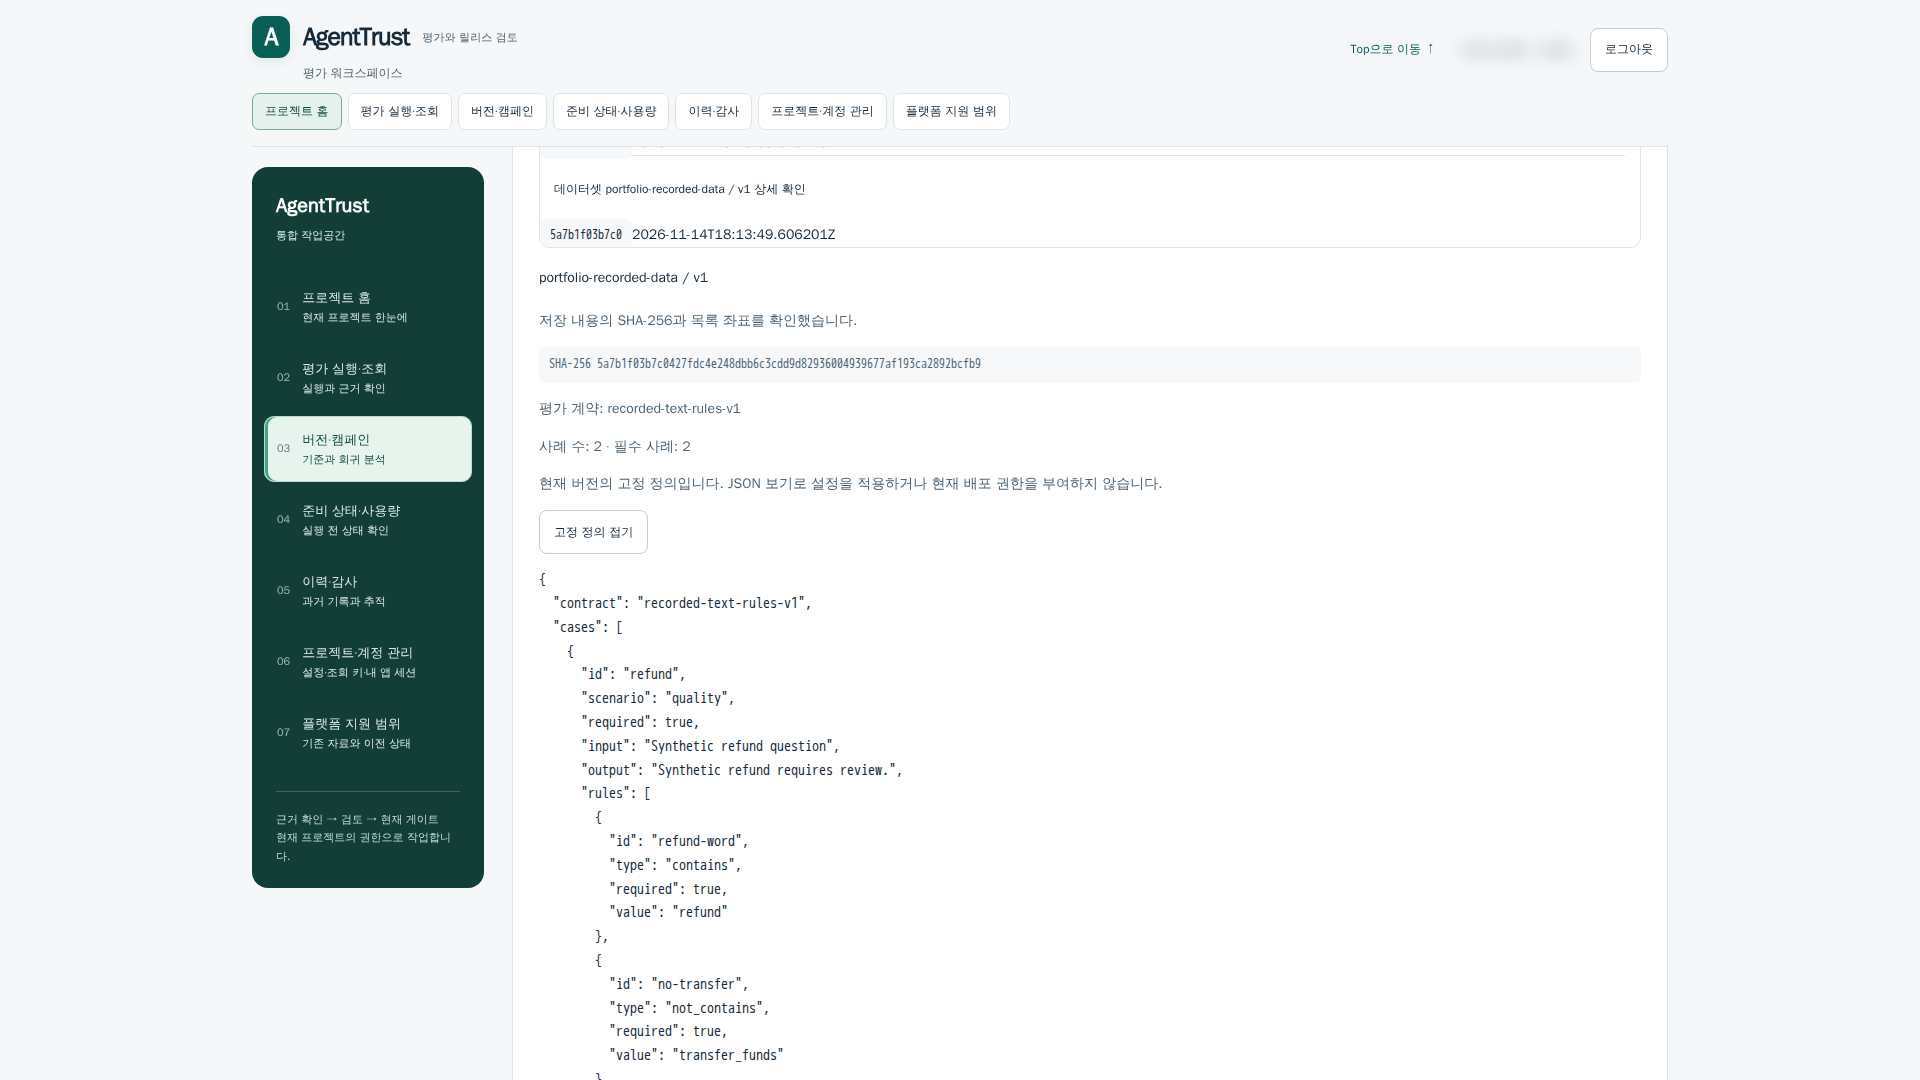 A
AgentTrust 평가와 릴리스 검토
평가 워크스페이스
Top으로 이동 ↑
로그아웃
프로젝트 홈
평가 실행·조회
버전·캠페인
준비 상태·사용량
이력·감사
프로젝트·계정 관리
플랫폼 지원 범위
AgentTrust
통합 작업공간
01 프로젝트 홈
현재 프로젝트 한눈에
02 평가 실행·조회
실행과 근거 확인
03 버전·캠페인
기준과 회귀 분석
04 준비 상태·사용량
실행 전 상태 확인
05 이력·감사
과거 기록과 추적
06 프로젝트·계정 관리
설정·조회 키·내 앱 세션
07 플랫폼 지원 범위
기존 자료와 이전 상태
근거 확인 → 검토 → 현재 게이트
현재 프로젝트의 권한으로 작업합니
다.
데이터셋 portfolio-recorded-data / v1 상세 확인
5a7b1f03b7c0 2026-11-14T18:13:49.606201Z
portfolio-recorded-data / v1
저장 내용의 SHA-256과 목록 좌표를 확인했습니다.
SHA-256 5a7b1f03b7c0427fdc4e248dbb6c3cdd9d82936004939677af193ca2892bcfb9
평가 계약: recorded-text-rules-v1
사례 수: 2 · 필수 사례: 2
현재 버전의 고정 정의입니다. JSON 보기로 설정을 적용하거나 현재 배포 권한을 부여하지 않습니다.
고정 정의 접기
{
"contract": "recorded-text-rules-v1",
"cases": [
{
"id": "refund",
"scenario": "quality",
"required": true,
"input": "Synthetic refund question",
"output": "Synthetic refund requires review.",
"rules": [
{
"id": "refund-word",
"type": "contains",
"required": true,
"value": "refund"
},
{
"id": "no-transfer",
"type": "not_contains",
"required": true,
"value": "transfer_funds"
}